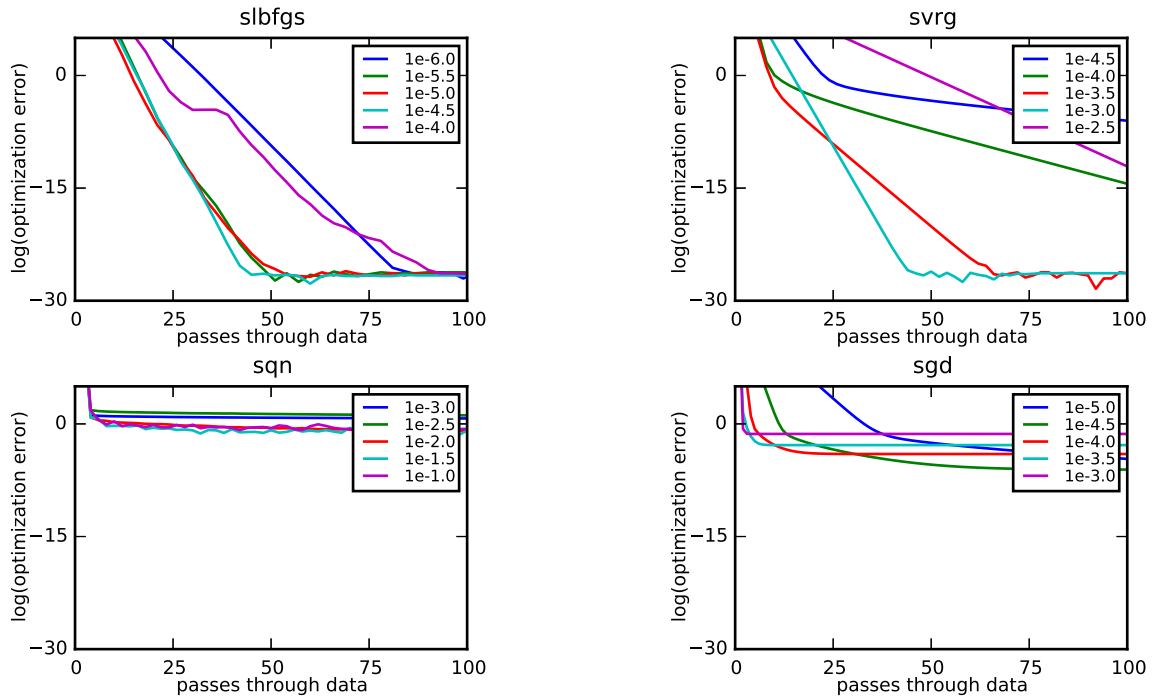 slbfgs
log(optimization error)
0
−15
−30
0 25 50 75 100
passes through data
1e-6.0
1e-5.5
1e-5.0
1e-4.5
1e-4.0
svrg
log(optimization error)
0
−15
−30
0 25 50 75 100
passes through data
1e-4.5
1e-4.0
1e-3.5
1e-3.0
1e-2.5
sqn
log(optimization error)
0
−15
−30
0 25 50 75 100
passes through data
1e-3.0
1e-2.5
1e-2.0
1e-1.5
1e-1.0
sgd
log(optimization error)
0
−15
−30
0 25 50 75 100
passes through data
1e-5.0
1e-4.5
1e-4.0
1e-3.5
1e-3.0